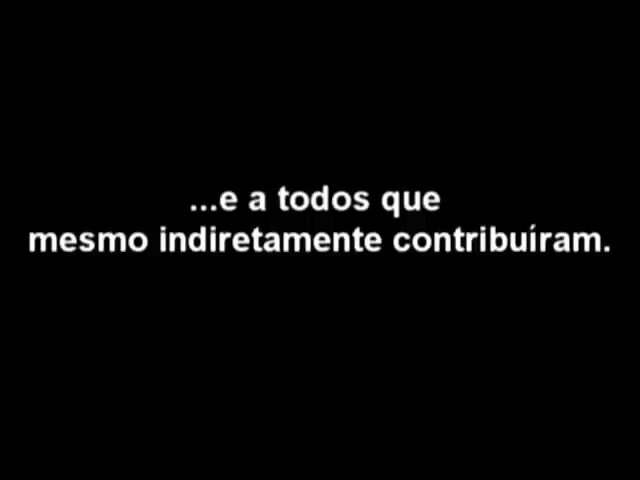 ...e a todos que
mesmo indiretamente contribuíram.